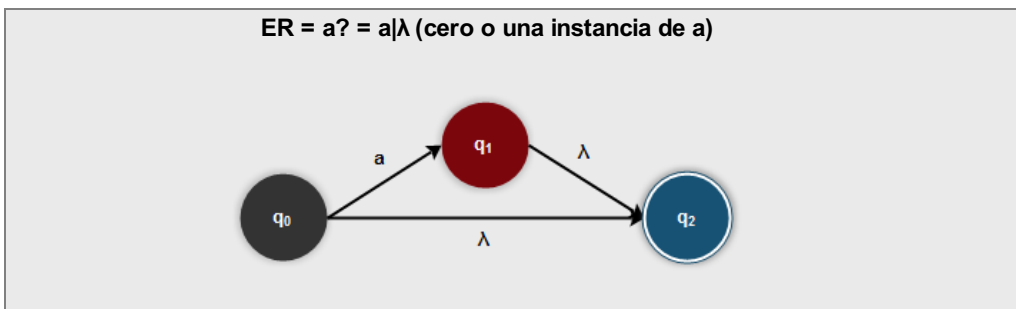 ER = a? = a|λ (cero o una instancia de a)
q₁
a
λ
q₀
q₂
λ